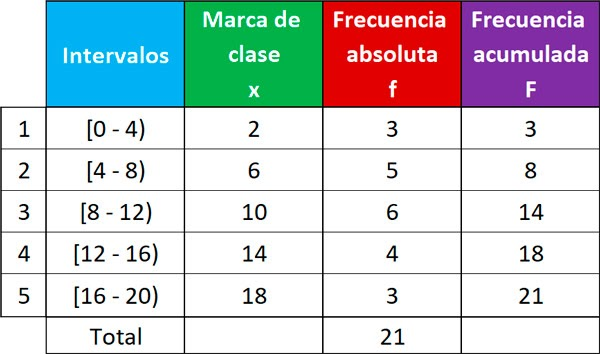 Intervalos Marca de clase x Frecuencia absoluta f Frecuencia acumulada F
1 [0 - 4) 2 3 3
2 [4 - 8) 6 5 8
3 [8 - 12) 10 6 14
4 [12 - 16) 14 4 18
5 [16 - 20) 18 3 21
Total 21